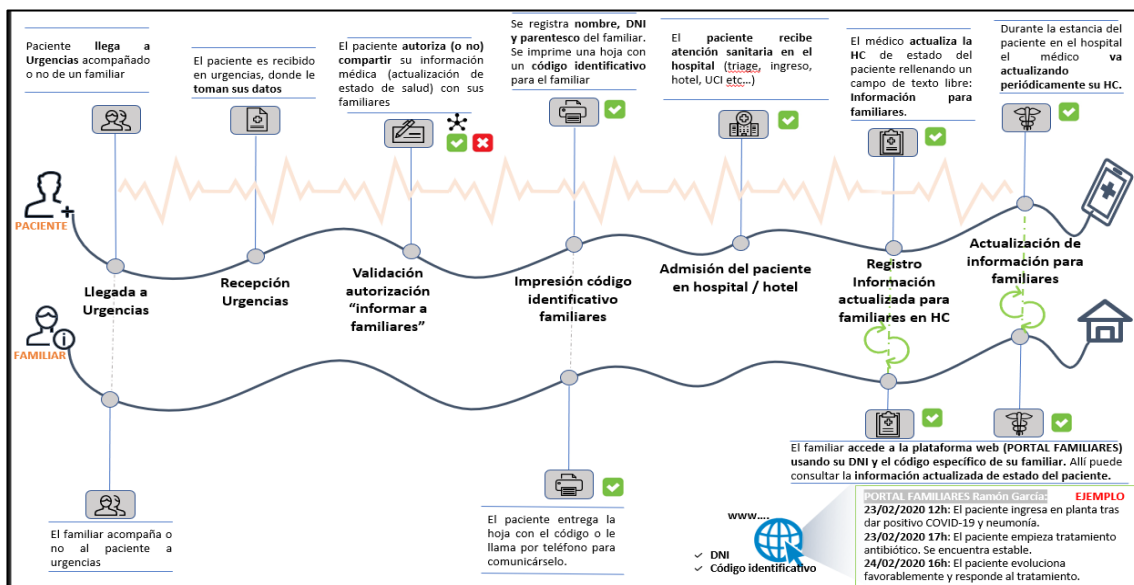 Paciente llega a
Urgencias acompañado
o no de un familiar
El paciente es recibido
en urgencias, donde le
toman sus datos
El paciente autoriza (o no)
compartir su información
médica (actualización de
estado de salud) con sus
familiares
Se registra nombre, DNI
y parentesco del familiar.
Se imprime una hoja con
un código identificativo
para el familiar
El paciente recibe
atención sanitaria en el
hospital (triage, ingreso,
hotel, UCI etc...)
El médico actualiza la
HC de estado del
paciente rellenando un
campo de texto libre:
Información para
familiares.
Durante la estancia del
paciente en el hospital
el médico va
actualizando
periódicamente su HC.
PACIENTE
Llegada a
Urgencias
Recepción
Urgencias
Validación
autorización
“informar a
familiares”
Impresión código
identificativo
familiares
Admisión del paciente
en hospital / hotel
Registro
Información
actualizada para
familiares en HC
Actualización de
información para
familiares
FAMILIAR
El familiar acompaña o
no al paciente a
urgencias
El paciente entrega la
hoja con el código o le
llama por teléfono para
comunicárselo.
El familiar accede a la plataforma web (PORTAL FAMILIARES)
usando su DNI y el código específico de su familiar. Allí puede
consultar la información actualizada de estado del paciente.
www....
✓ DNI
✓ Código identificativo
PORTAL FAMILIARES Ramón García: EJEMPLO
23/02/2020 12h: El paciente ingresa en planta tras
dar positivo COVID-19 y neumonía.
23/02/2020 17h: El paciente empieza tratamiento
antibiótico. Se encuentra estable.
24/02/2020 16h: El paciente evoluciona
favorablemente y responde al tratamiento.